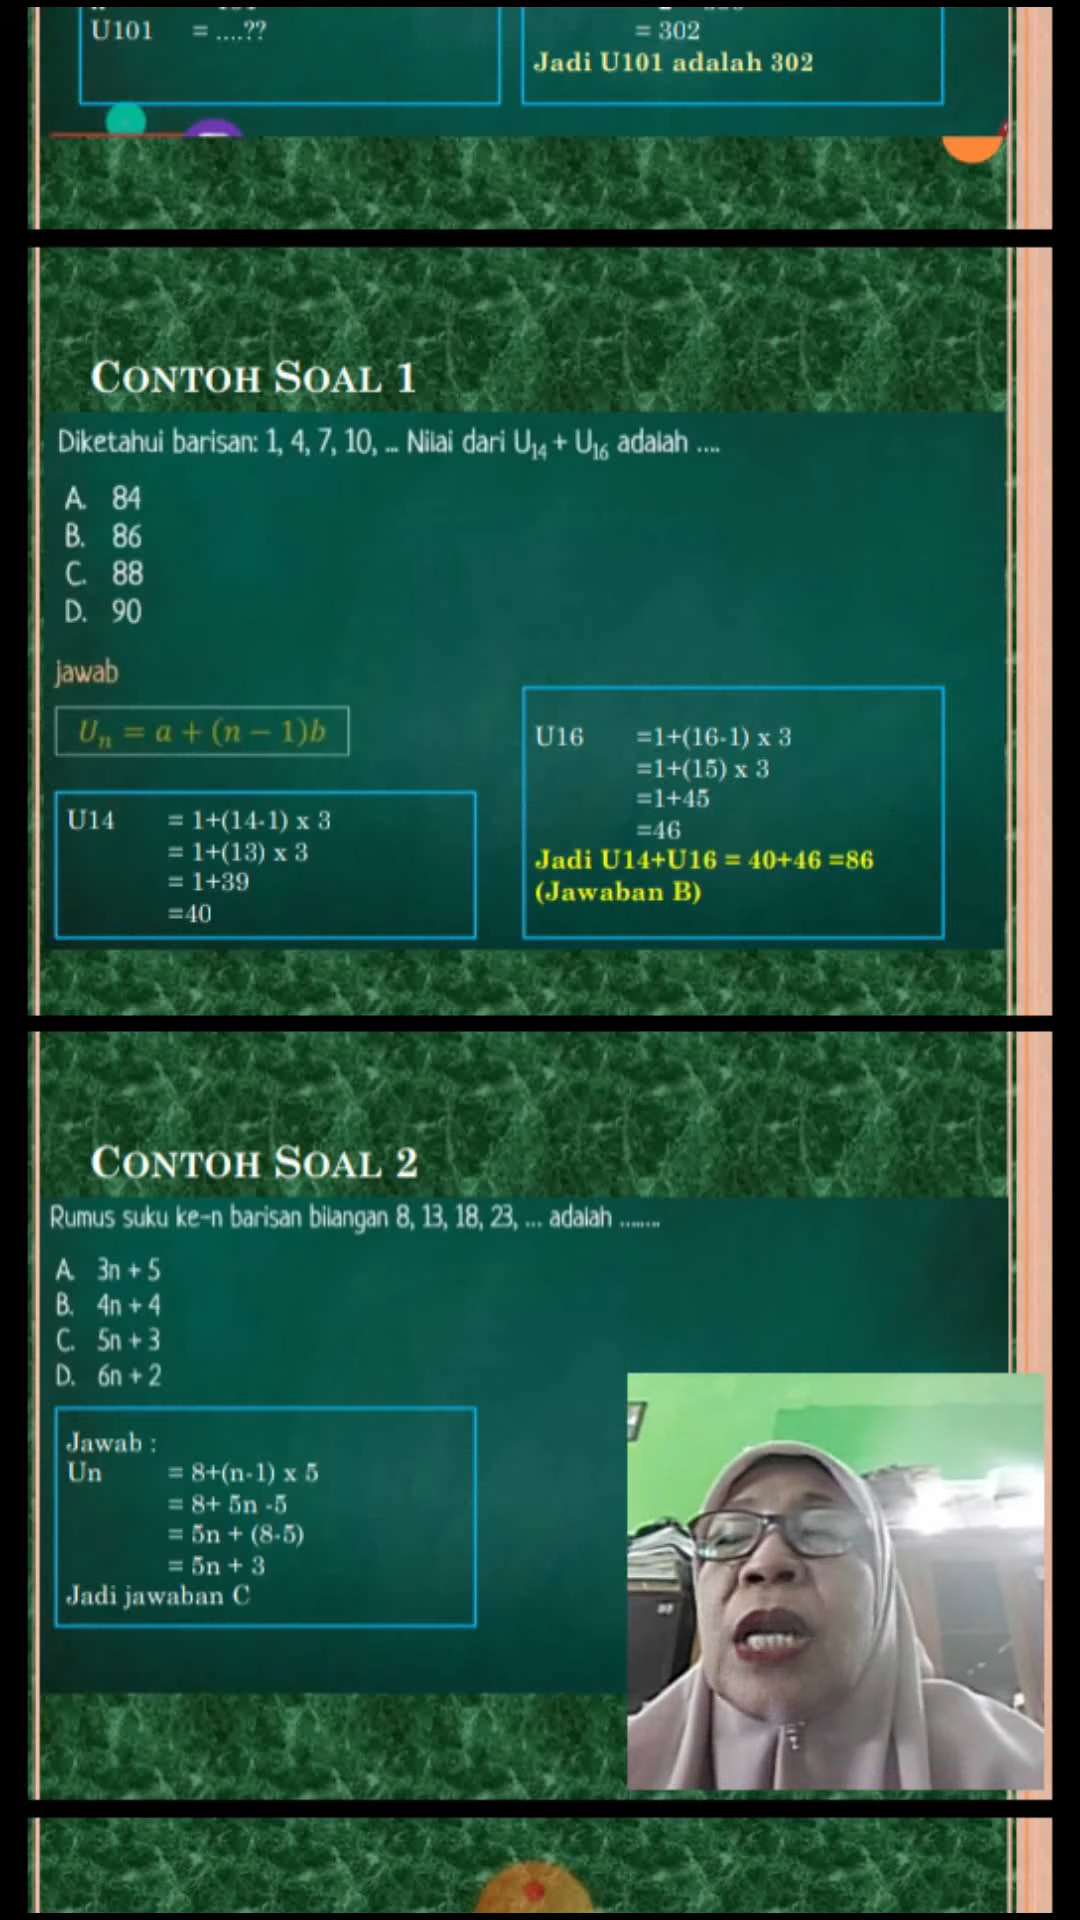 U101 = ....??
= 302
Jadi U101 adalah 302
CONTOH SOAL 1
Diketahui barisan: 1, 4, 7, 10, ... Nilai dari U₁₄ + U₁₆ adalah ....
A. 84
B. 86
C. 88
D. 90
jawab
Uₙ = a + (n − 1)b
U14 = 1+(14-1) x 3
= 1+(13) x 3
= 1+39
=40
U16 =1+(16-1) x 3
=1+(15) x 3
=1+45
=46
Jadi U14+U16 = 40+46 =86
(Jawaban B)
CONTOH SOAL 2
Rumus suku ke-n barisan bilangan 8, 13, 18, 23, ... adalah ........
A. 3n + 5
B. 4n + 4
C. 5n + 3
D. 6n + 2
Jawab :
Un = 8+(n-1) x 5
= 8+ 5n -5
= 5n + (8-5)
= 5n + 3
Jadi jawaban C